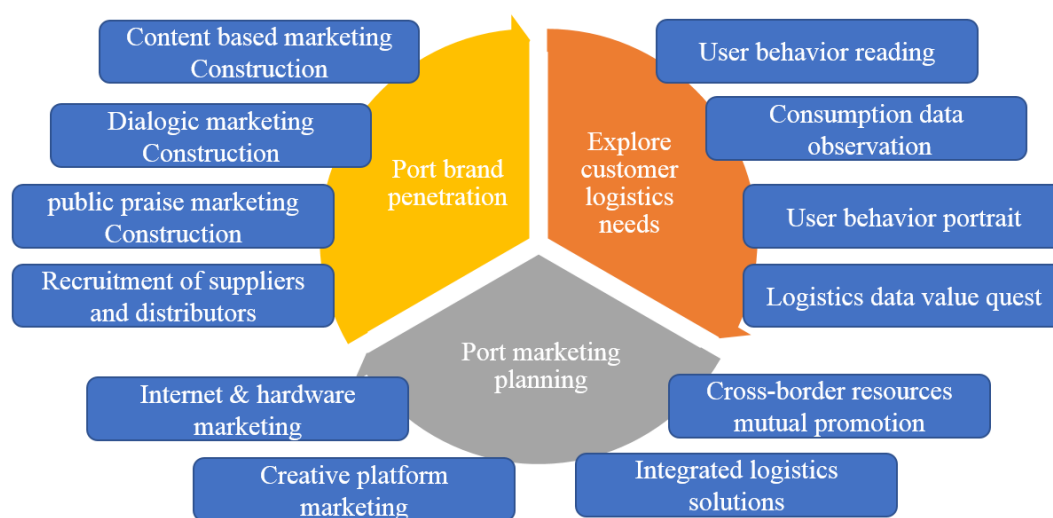 Content based marketing
Construction
Dialogic marketing
Construction
public praise marketing
Construction
Recruitment of suppliers
and distributors
Port brand
penetration
Explore
customer
logistics
needs
User behavior reading
Consumption data
observation
User behavior portrait
Logistics data value quest
Port marketing
planning
Internet & hardware
marketing
Creative platform
marketing
Cross-border resources
mutual promotion
Integrated logistics
solutions